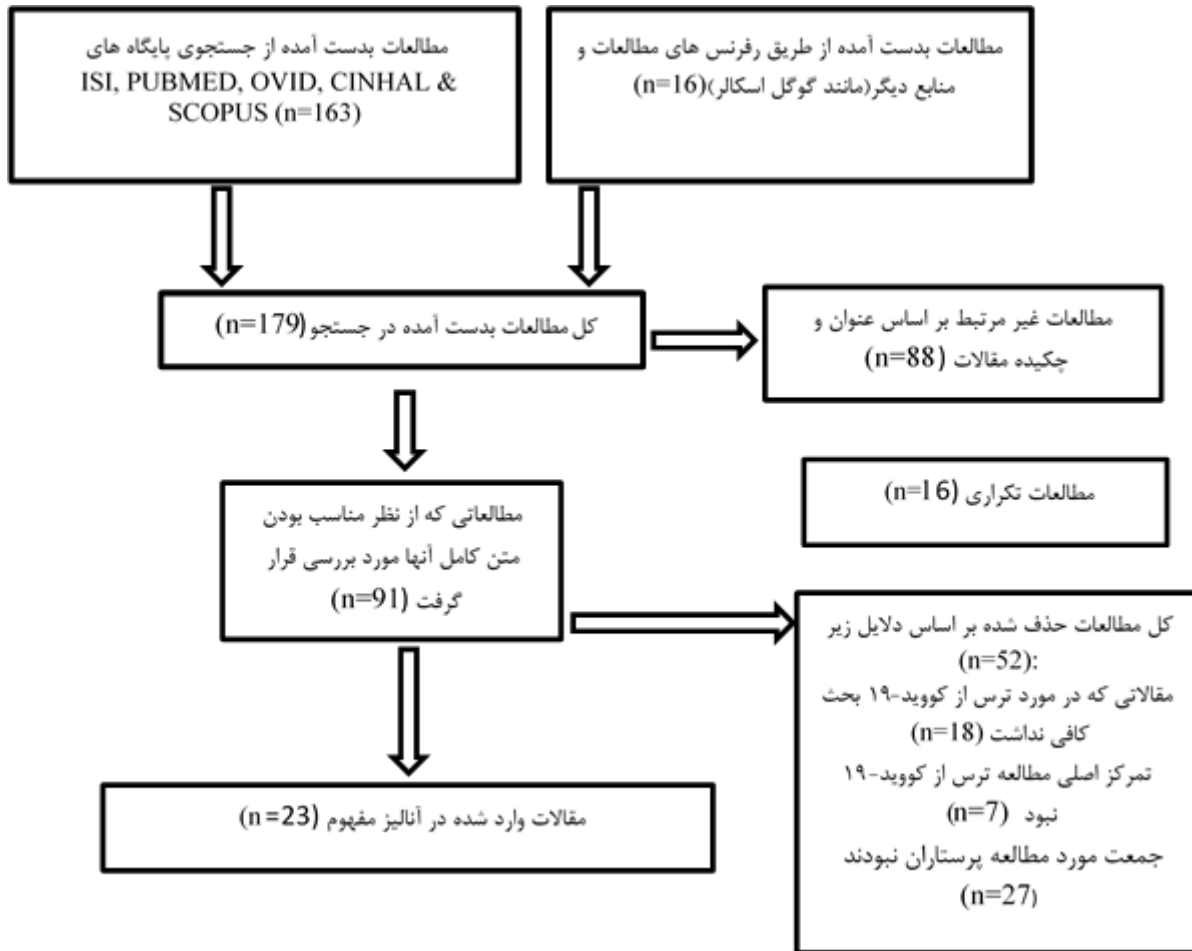 مطالعات بدست آمده از جستجوی پایگاه های
ISI, PUBMED, OVID, CINHAL &
SCOPUS (n=163)
مطالعات بدست آمده از طریق رفرنس های مطالعات و
منابع دیگر(مانند گوگل اسکالر)(n=16)
کل مطالعات بدست آمده در جستجو (n=179)
مطالعات غیر مرتبط بر اساس عنوان و
چکیده مقالات (n=88)
مطالعات تکراری (n=16)
مطالعاتی که از نظر مناسب بودن
متن کامل آنها مورد بررسی قرار
گرفت (n=91)
کل مطالعات حذف شده بر اساس دلایل زیر
(n=52):
مقالاتی که در مورد ترس از کووید-۱۹ بحث
کافی نداشت (n=18)
تمرکز اصلی مطالعه ترس از کووید-۱۹
نبود (n=7)
جمعت مورد مطالعه پرستاران نبودند
(n=27)
مقالات وارد شده در آنالیز مفهوم (n=23)